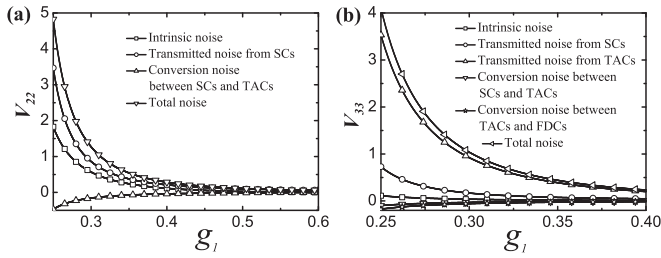 (a)
V22
5
4
3
2
1
0
0.3
0.4
0.5
0.6
gl
Intrinsic noise
Transmitted noise from SCs
Conversion noise
between SCs and TACs
Total noise
(b)
V33
4
3
2
1
0
0.25
0.30
0.35
0.40
gl
Intrinsic noise
Transmitted noise from SCs
Transmitted noise from TACs
Conversion noise between
SCs and TACs
Conversion noise between
TACs and FDCs
Total noise